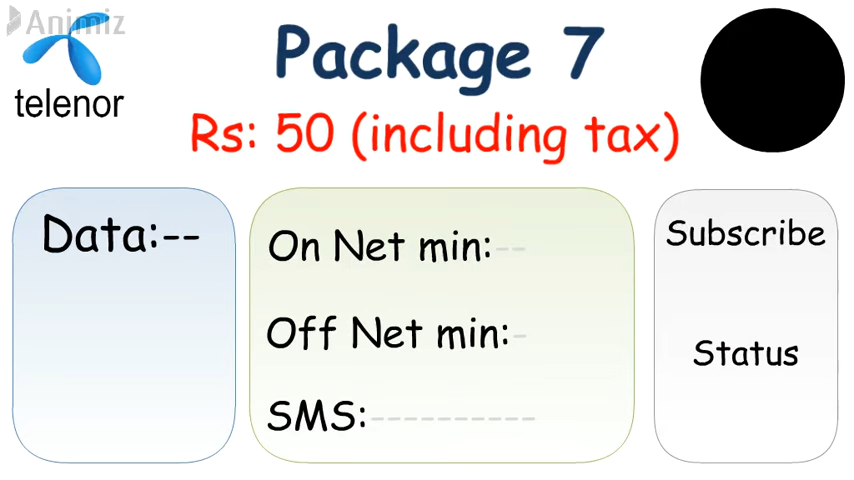 Animiz
telenor
Package 7
Rs: 50 (including tax)
Data:--
On Net min:--
Off Net min:-
SMS:----------
Subscribe
Status